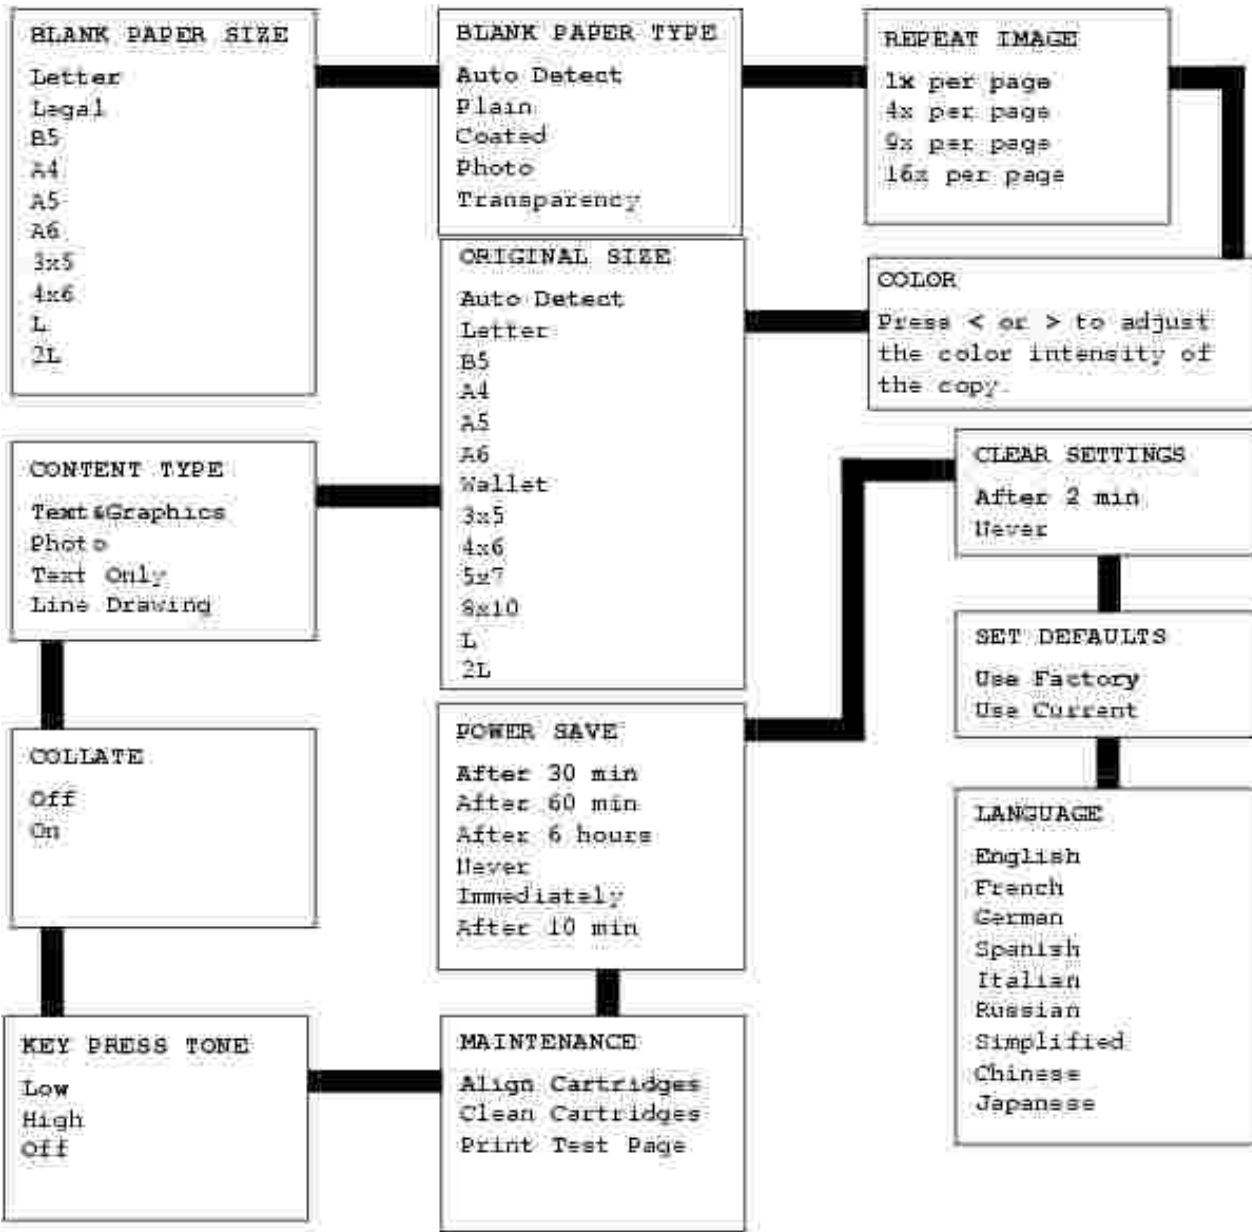 BLANK PAPER SIZE
Letter
Legal
B5
A4
A5
A6
3x5
4x6
L
2L
BLANK PAPER TYPE
Auto Detect
Plain
Coated
Photo
Transparency
REPEAT IMAGE
1x per page
4x per page
9x per page
16x per page
COLOR
Press < or > to adjust
the color intensity of
the copy.
ORIGINAL SIZE
Auto Detect
Letter
B5
A4
A5
A6
Wallet
3x5
4x6
5x7
8x10
L
2L
CONTENT TYPE
Text&Graphics
Photo
Text Only
Line Drawing
COLLATE
Off
On
KEY PRESS TONE
Low
High
Off
MAINTENANCE
Align Cartridges
Clean Cartridges
Print Test Page
POWER SAVE
After 30 min
After 60 min
After 6 hours
Never
Immediately
After 10 min
CLEAR SETTINGS
After 2 min
Never
SET DEFAULTS
Use Factory
Use Current
LANGUAGE
English
French
German
Spanish
Italian
Russian
Simplified
Chinese
Japanese